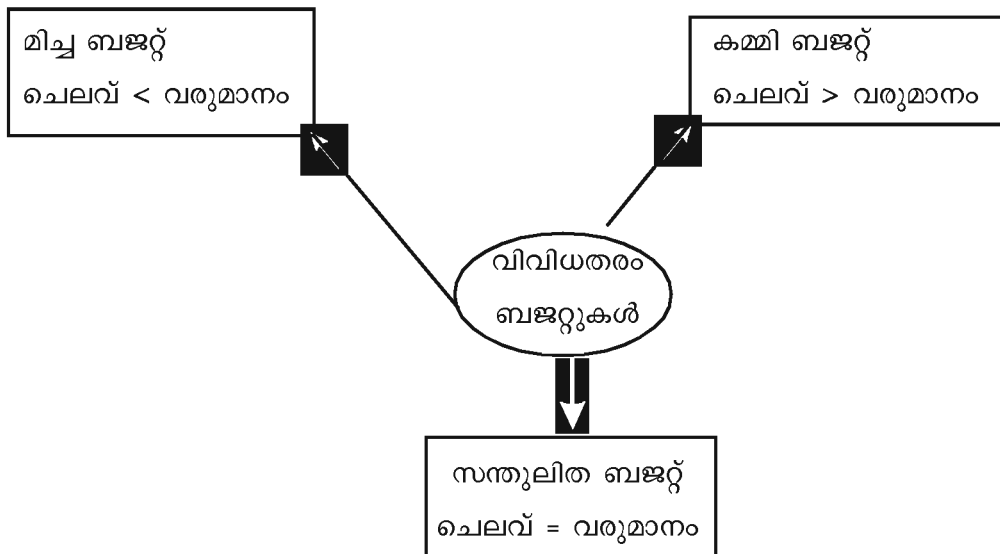 മിച്ച ബജറ്റ്
ചെലവ് < വരുമാനം
കമ്മി ബജറ്റ്
ചെലവ് > വരുമാനം
വിവിധതരം
ബജറ്റുകൾ
സന്തുലിത ബജറ്റ്
ചെലവ് = വരുമാനം